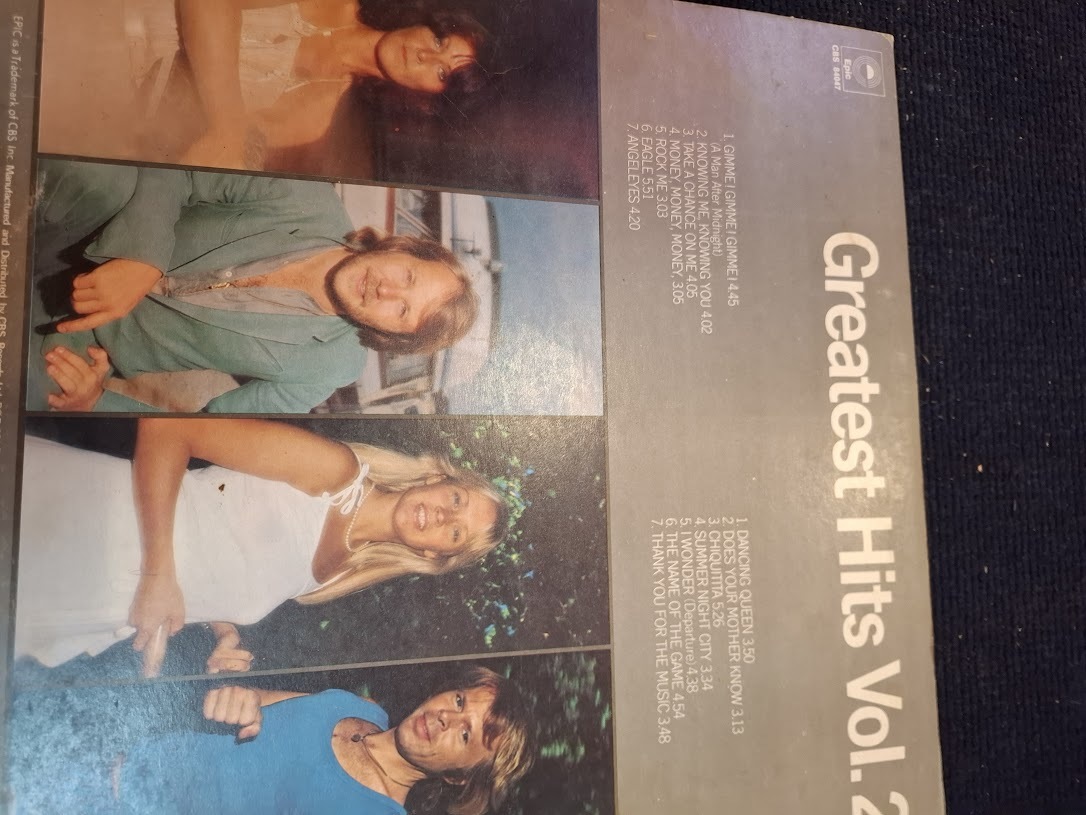 Epic
CBS 84047
Greatest Hits Vol. 2
1. GIMME! GIMME! GIMME! 4.45
(A Man After Midnight)
2. KNOWING ME, KNOWING YOU 4.02
3. TAKE A CHANCE ON ME 4.05
4. MONEY, MONEY, MONEY, 3.05
5. ROCK ME 3.03
6. EAGLE 5.51
7. ANGELEYES 4.20
1. DANCING QUEEN 3.50
2. DOES YOUR MOTHER KNOW 3.13
3. CHIQUITITA 5.26
4. SUMMER NIGHT CITY 3.34
5. I WONDER (Departure) 4.38
6. THE NAME OF THE GAME 4.54
7. THANK YOU FOR THE MUSIC 3.48
EPIC is a Trademark of CBS Inc. Manufactured and Distributed by CBS